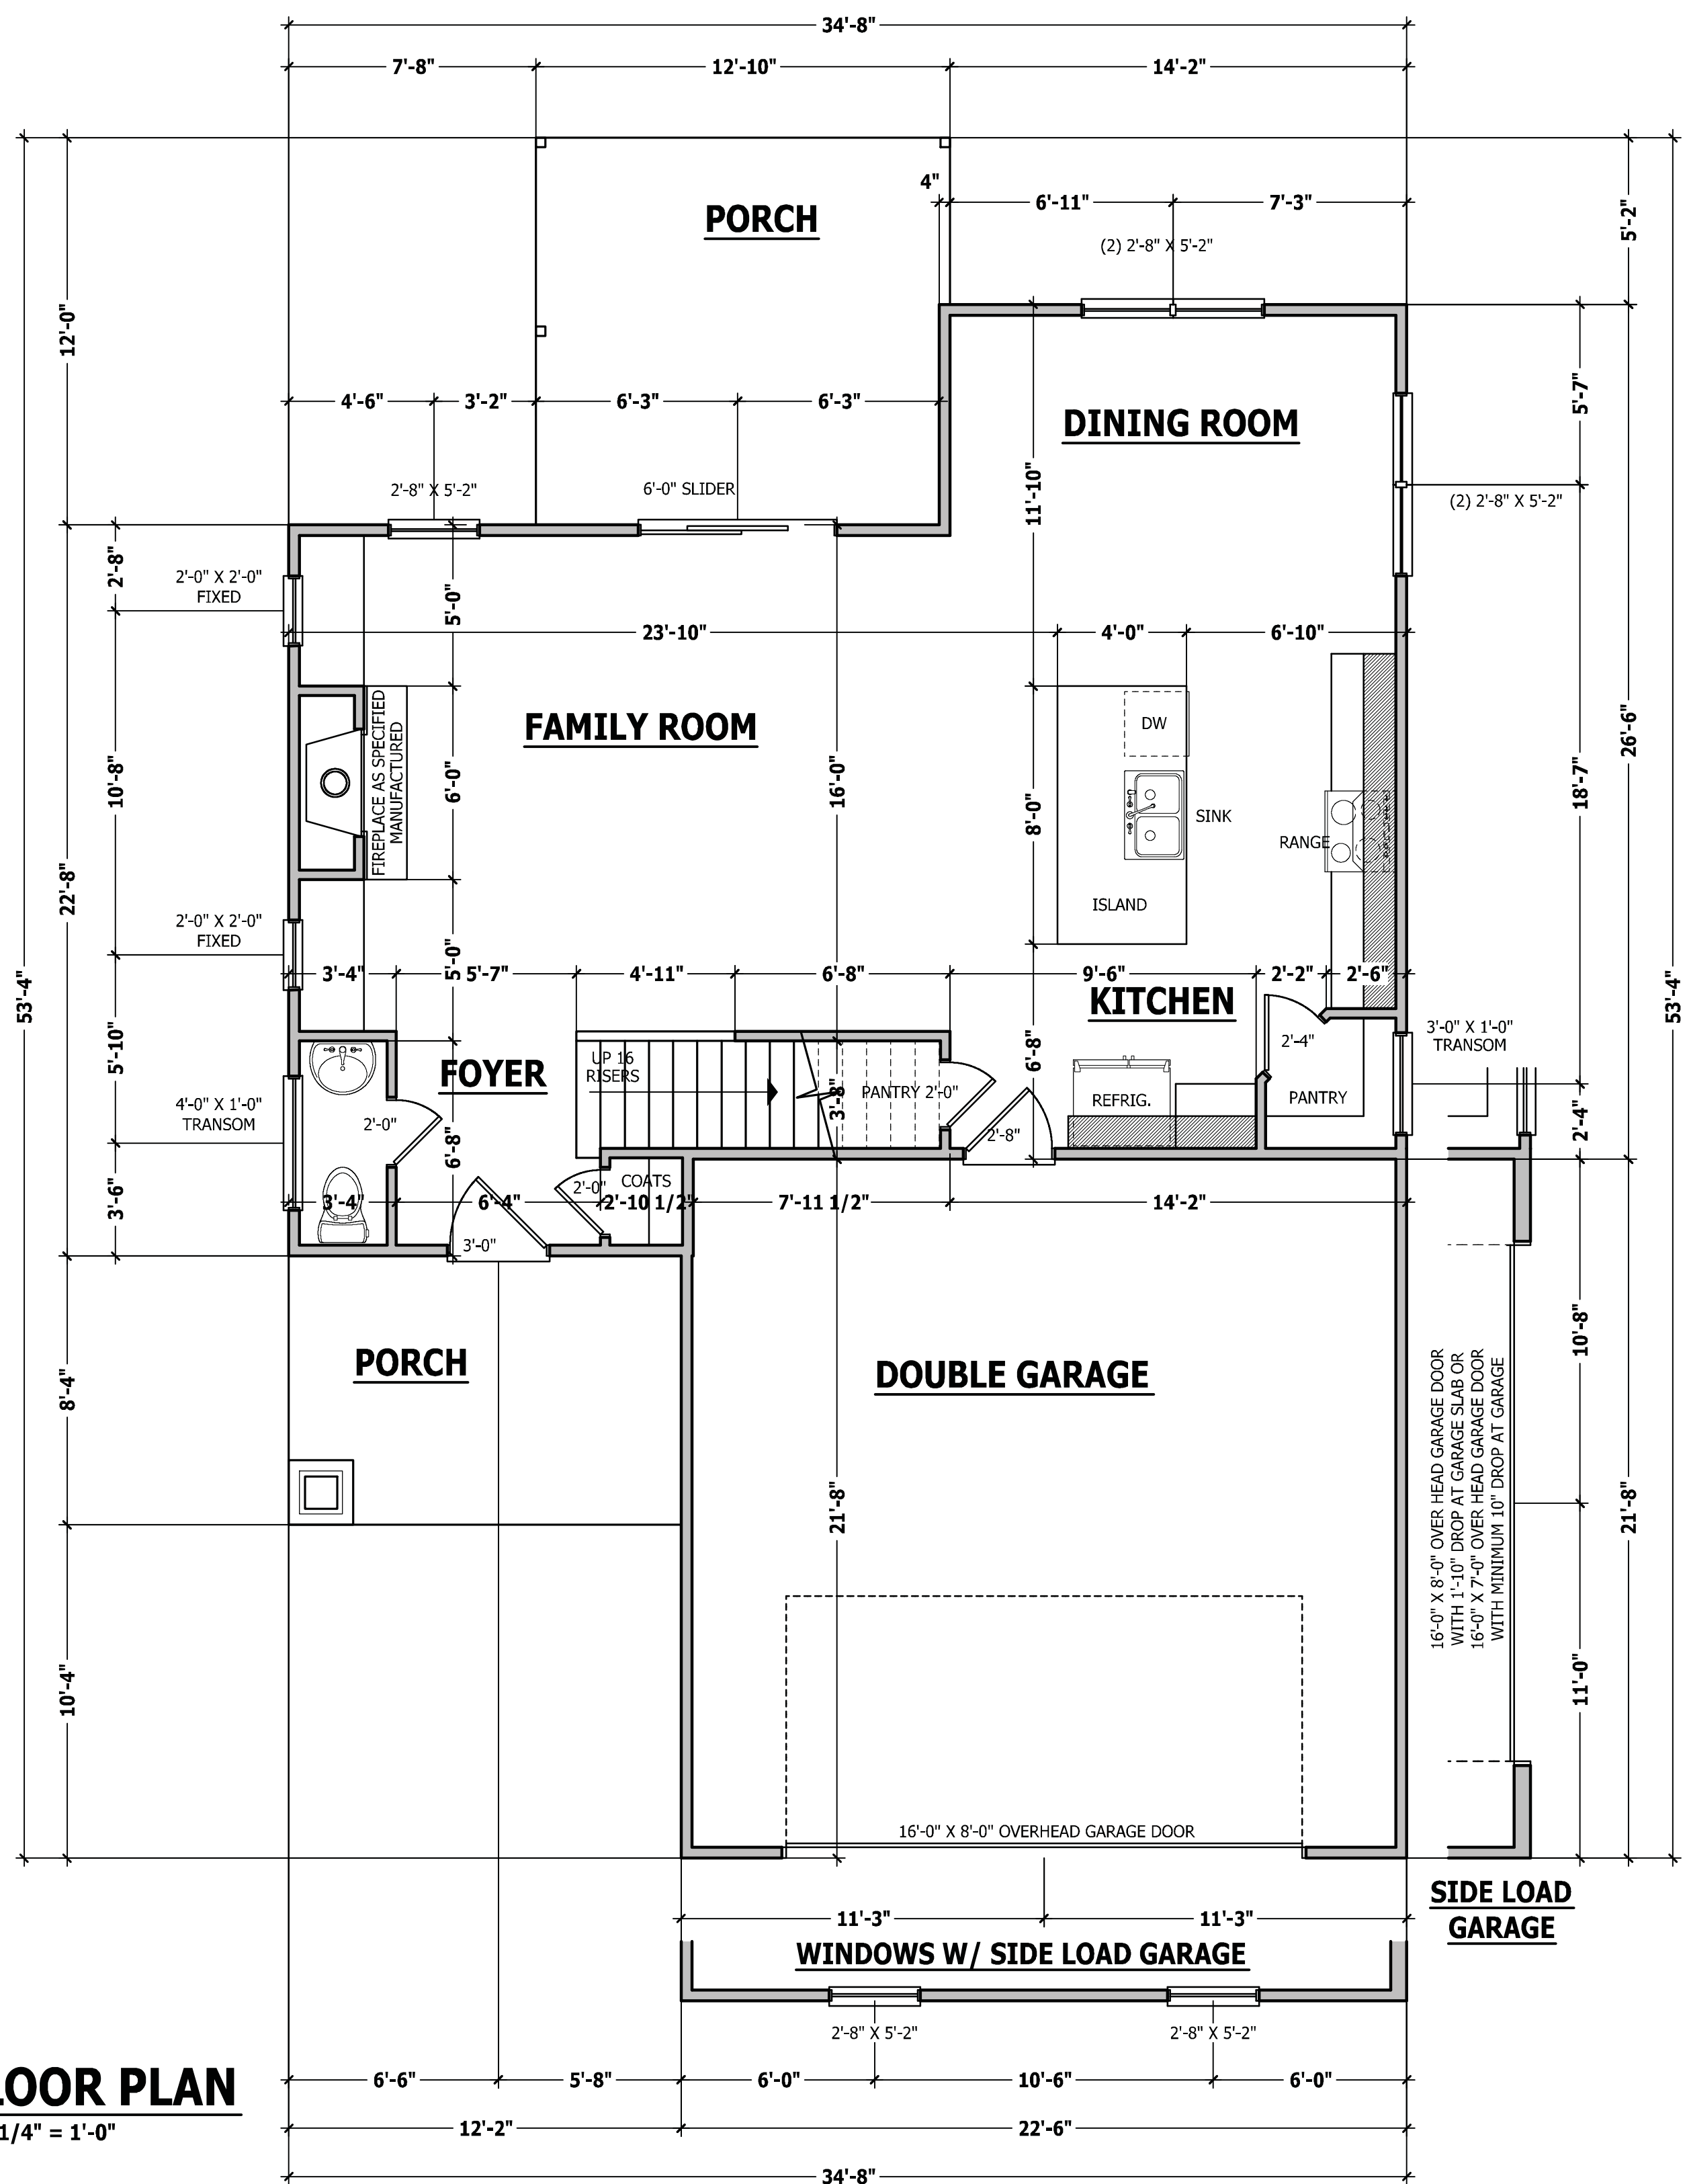 34'-8"
7'-8" 12'-10" 14'-2"
4"
PORCH
6'-11" 7'-3"
5'-2"
(2) 2'-8" X 5'-2"
12'-0"
4'-6" 3'-2" 6'-3" 6'-3"
5'-7"
DINING ROOM
2'-8" X 5'-2"
6'-0" SLIDER
11'-10"
(2) 2'-8" X 5'-2"
2'-8"
2'-0" X 2'-0"
FIXED
5'-0"
23'-10" 4'-0" 6'-10"
FAMILY ROOM
DW
26'-6"
10'-8"
FIREPLACE AS SPECIFIED
MANUFACTURED
6'-0"
16'-0"
8'-0"
SINK
RANGE
18'-7"
22'-8"
ISLAND
2'-0" X 2'-0"
FIXED
5'-0"
53'-4"
53'-4"
3'-4" 5'-7" 4'-11" 6'-8" 9'-6" 2'-2" 2'-6"
KITCHEN
5'-10"
FOYER
UP 16
RISERS
6'-8"
2'-4"
3'-0" X 1'-0"
TRANSOM
4'-0" X 1'-0"
TRANSOM
2'-0"
3'-8"
PANTRY 2'-0"
REFRIG.
PANTRY
2'-8"
2'-4"
6'-8"
3'-6"
2'-0"
COATS
3'-4" 6'-4" 2'-10 1/2" 7'-11 1/2" 14'-2"
3'-0"
10'-8"
PORCH
DOUBLE GARAGE
8'-4"
21'-8"
21'-8"
16'-0" X 8'-0" OVER HEAD GARAGE DOOR
WITH 1'-10" DROP AT GARAGE SLAB OR
16'-0" X 7'-0" OVER HEAD GARAGE DOOR
WITH MINIMUM 10" DROP AT GARAGE
10'-4"
11'-0"
16'-0" X 8'-0" OVERHEAD GARAGE DOOR
SIDE LOAD
GARAGE
11'-3" 11'-3"
WINDOWS W/ SIDE LOAD GARAGE
2'-8" X 5'-2" 2'-8" X 5'-2"
6'-6" 5'-8" 6'-0" 10'-6" 6'-0"
LOOR PLAN
1/4" = 1'-0"
12'-2" 22'-6"
34'-8"